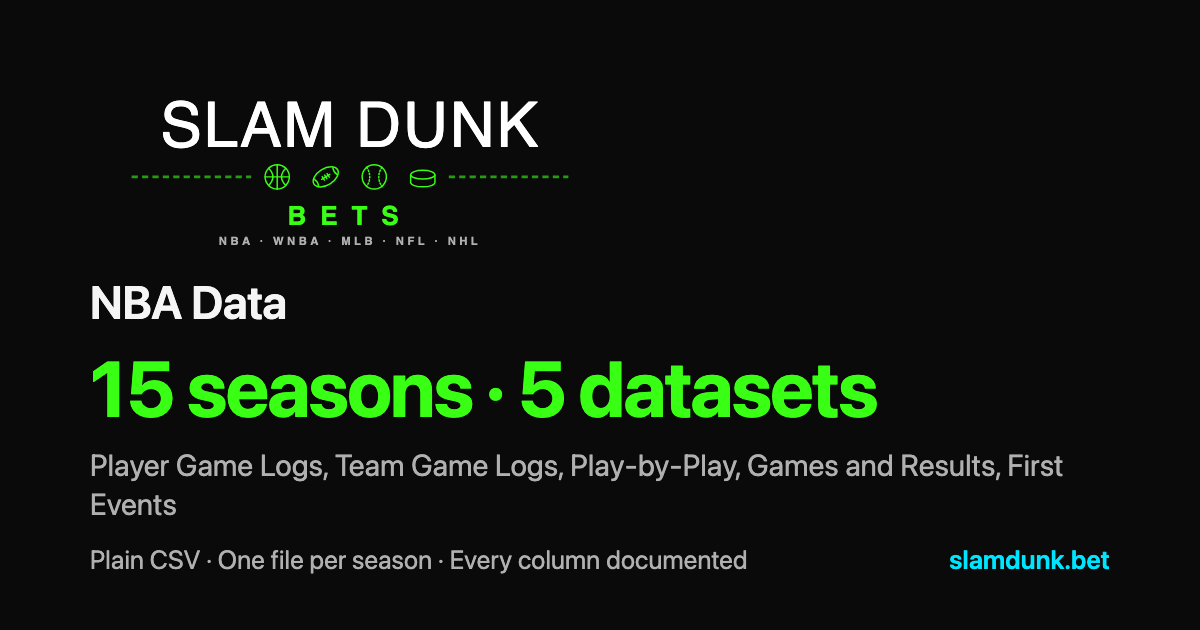 SLAM DUNK
BETS
NBA · WNBA · MLB · NFL · NHL
NBA Data
15 seasons · 5 datasets
Player Game Logs, Team Game Logs, Play-by-Play, Games and Results, First
Events
Plain CSV · One file per season · Every column documented
slamdunk.bet